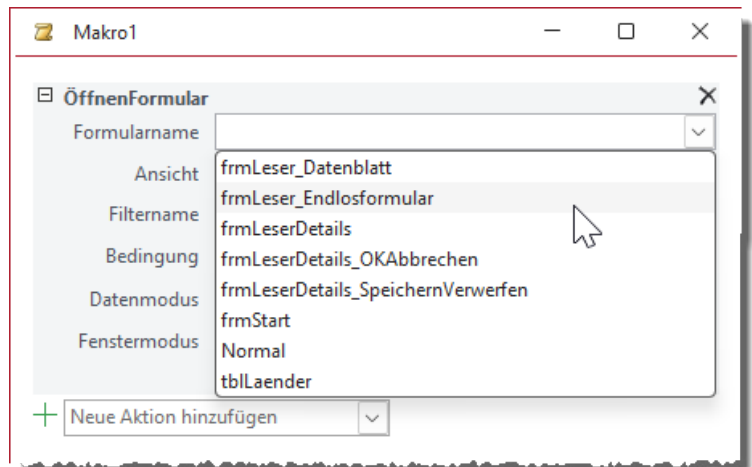 Makro1
ÖffnenFormular
Formularname
Ansicht
Filtername
Bedingung
Datenmodus
Fenstermodus
frmLeser_Datenblatt
frmLeser_Endlosformular
frmLeserDetails
frmLeserDetails_OKAbbrechen
frmLeserDetails_SpeichernVerwerfen
frmStart
Normal
tblLaender
Neue Aktion hinzufügen